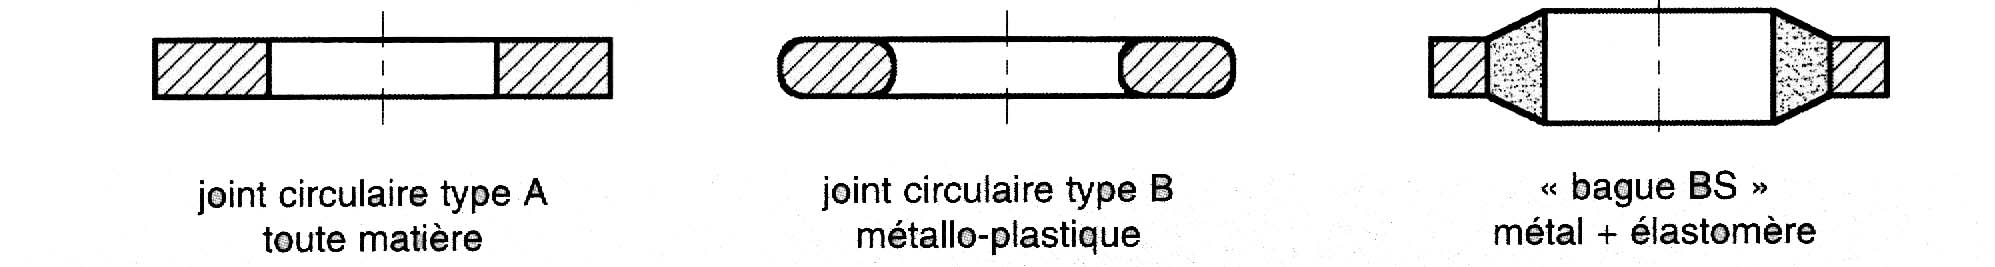 joint circulaire type A
toute matière
joint circulaire type B
métallo-plastique
« bague BS »
métal + élastomère